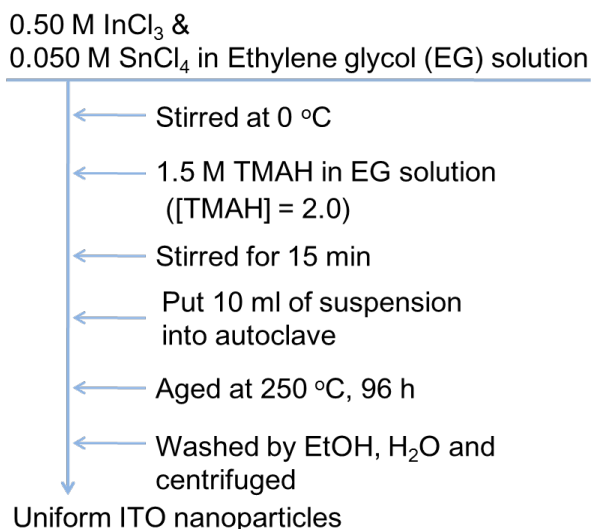 0.50 M InCl₃ &
0.050 M SnCl₄ in Ethylene glycol (EG) solution
Stirred at 0 ºC
1.5 M TMAH in EG solution
([TMAH] = 2.0)
Stirred for 15 min
Put 10 ml of suspension
into autoclave
Aged at 250 ºC, 96 h
Washed by EtOH, H₂O and
centrifuged
Uniform ITO nanoparticles